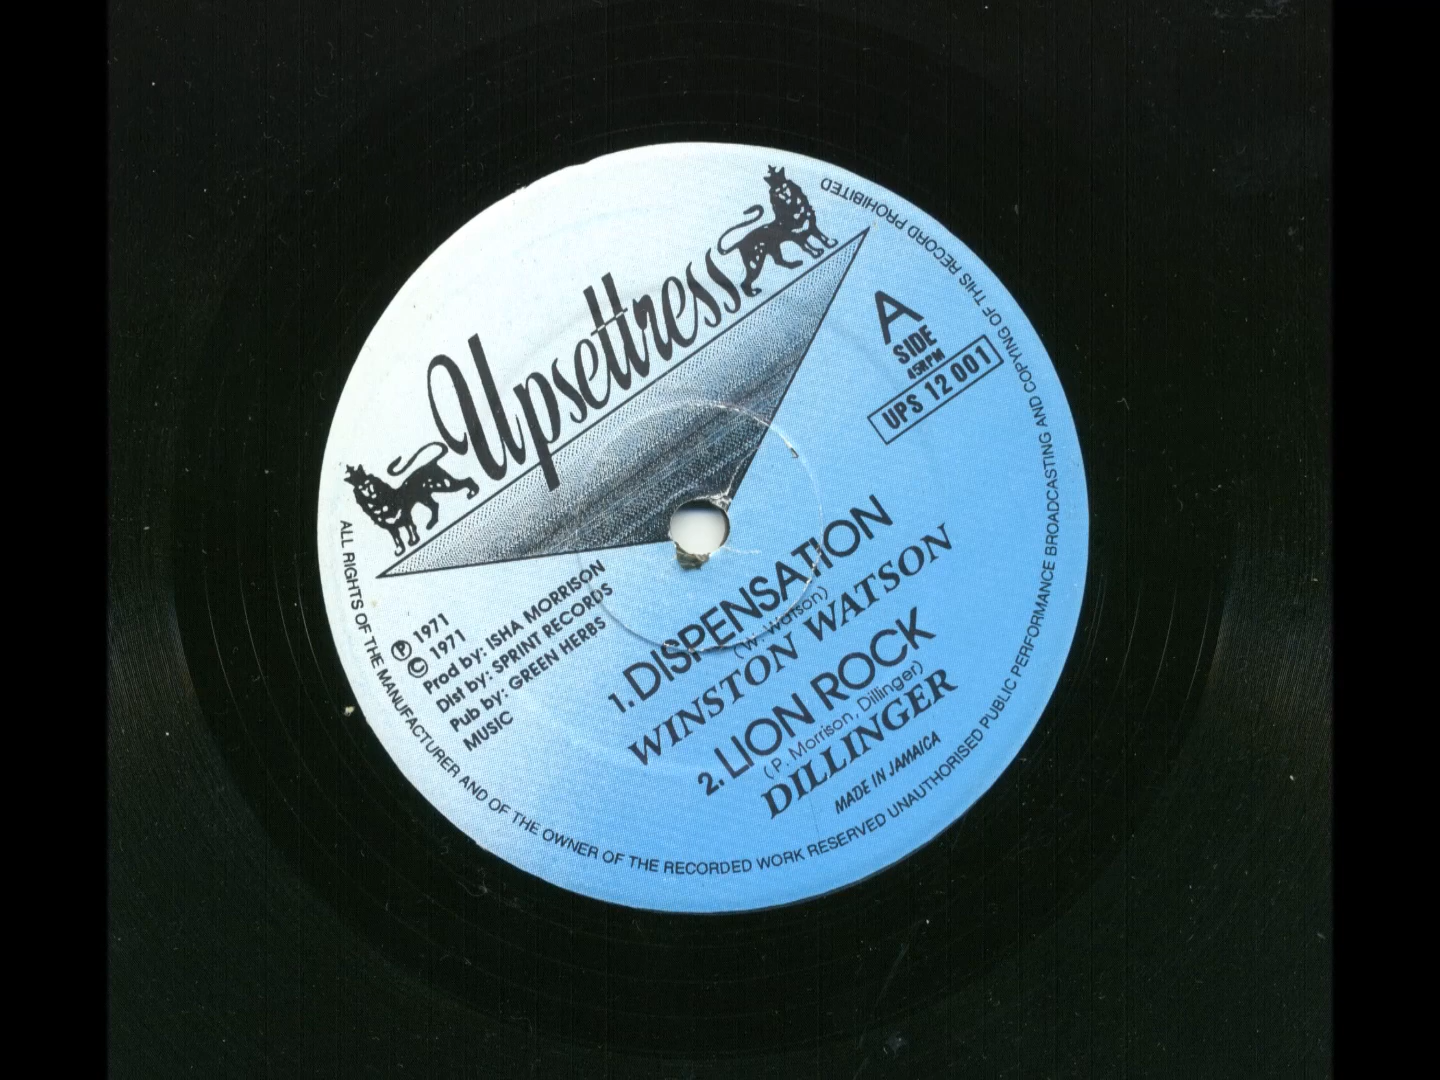 Upsettress
A
SIDE
45RPM
UPS 12 001
℗ 1971
© 1971
Prod by: ISHA MORRISON
Dist by: SPRINT RECORDS
Pub by: GREEN HERBS
MUSIC
1. DISPENSATION
(W. Watson)
WINSTON WATSON
2. LION ROCK
(P. Morrison, Dillinger)
DILLINGER
MADE IN JAMAICA
ALL RIGHTS OF THE MANUFACTURER AND OF THE OWNER OF THE RECORDED WORK RESERVED UNAUTHORISED PUBLIC PERFORMANCE BROADCASTING AND COPYING OF THIS RECORD PROHIBITED